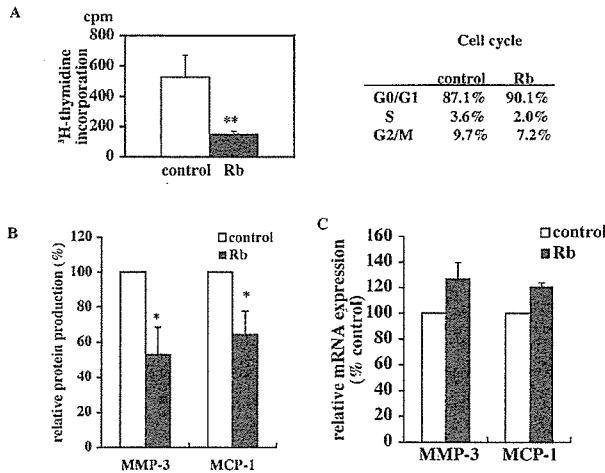 A
cpm
800
600
400
200
0
³H-thymidine
incorporation
**
control Rb
Cell cycle
control Rb
G0/G1 87.1% 90.1%
S 3.6% 2.0%
G2/M 9.7% 7.2%
B
relative protein production (%)
120
100
80
60
40
20
0
control
Rb
*
*
MMP-3 MCP-1
C
relative mRNA expression
(% control)
160
140
120
100
80
60
40
20
0
control
Rb
MMP-3 MCP-1